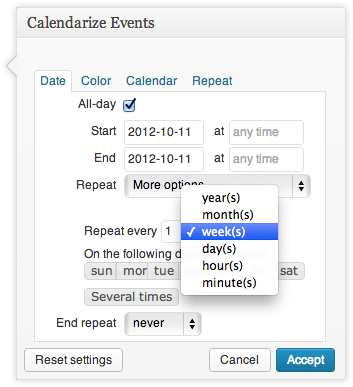 Calendarize Events
Date Color Calendar Repeat
All-day
Start 2012-10-11 at any time
End 2012-10-11 at any time
Repeat More options
year(s)
month(s)
Repeat every 1 ✓ week(s)
On the following d day(s)
sun mor tue hour(s) sat
Several times minute(s)
End repeat never
Reset settings Cancel Accept